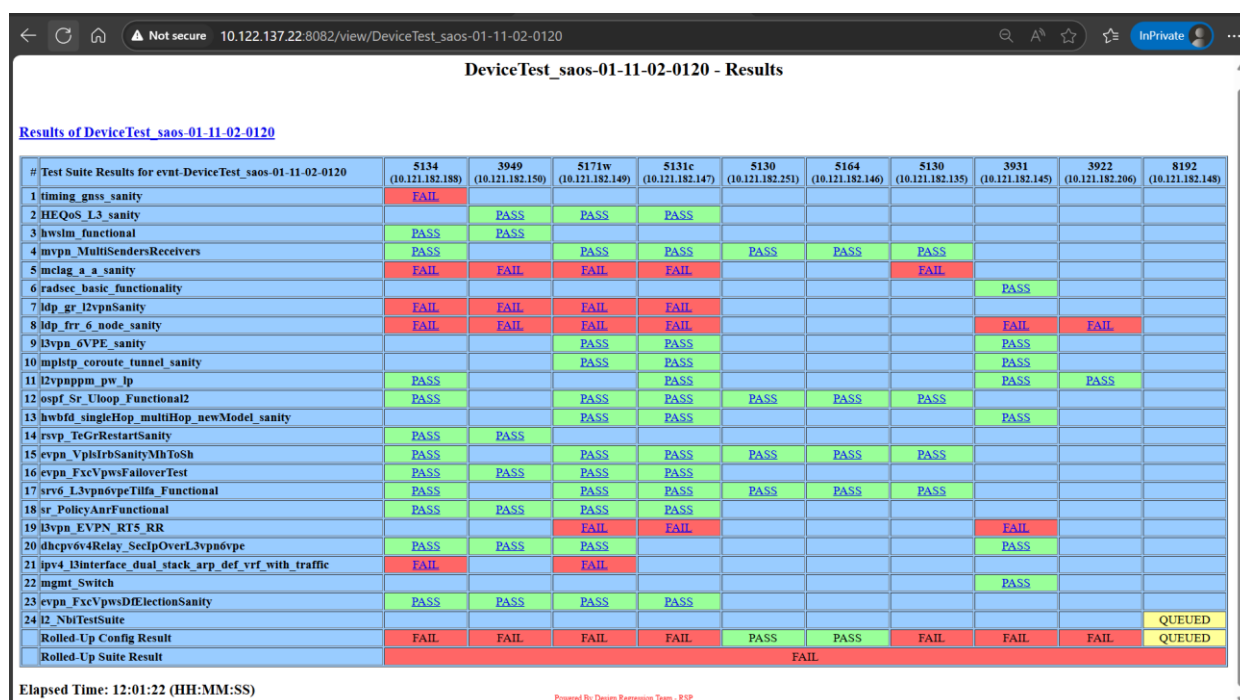 Not secure 10.122.137.22:8082/view/DeviceTest_saos-01-11-02-0120 InPrivate
DeviceTest_saos-01-11-02-0120 - Results
Results of DeviceTest_saos-01-11-02-0120
# Test Suite Results for evnt-DeviceTest_saos-01-11-02-0120 5134 (10.121.182.188) 3949 (10.121.182.150) 5171w (10.121.182.149) 5131c (10.121.182.147) 5130 (10.121.182.251) 5164 (10.121.182.146) 5130 (10.121.182.135) 3931 (10.121.182.145) 3922 (10.121.182.206) 8192 (10.121.182.148)
1 timing_gnss_sanity FAIL
2 HEQoS_L3_sanity PASS PASS PASS
3 hwslm_functional PASS PASS
4 mvpn_MultiSendersReceivers PASS PASS PASS PASS PASS PASS
5 mclag_a_a_sanity FAIL FAIL FAIL FAIL FAIL
6 radsec_basic_functionality PASS
7 ldp_gr_l2vpnSanity FAIL FAIL FAIL FAIL
8 ldp_frr_6_node_sanity FAIL FAIL FAIL FAIL FAIL FAIL
9 l3vpn_6VPE_sanity PASS PASS PASS
10 mplstp_coroute_tunnel_sanity PASS PASS PASS
11 l2vpnppm_pw_lp PASS PASS PASS PASS
12 ospf_Sr_Uloop_Functional2 PASS PASS PASS PASS PASS PASS
13 hwbfd_singleHop_multiHop_newModel_sanity PASS PASS PASS
14 rsvp_TeGrRestartSanity PASS PASS
15 evpn_VplsIrbSanityMhToSh PASS PASS PASS PASS PASS PASS
16 evpn_FxcVpwsFailoverTest PASS PASS PASS PASS
17 srv6_L3vpn6vpeTilfa_Functional PASS PASS PASS PASS PASS PASS
18 sr_PolicyAnrFunctional PASS PASS PASS PASS
19 l3vpn_EVPN_RT5_RR FAIL FAIL FAIL
20 dhcpv6v4Relay_SecIpOverL3vpn6vpe PASS PASS PASS PASS
21 ipv4_l3interface_dual_stack_arp_def_vrf_with_traffic FAIL FAIL
22 mgmt_Switch PASS
23 evpn_FxcVpwsDfElectionSanity PASS PASS PASS PASS
24 l2_NbiTestSuite QUEUED
Rolled-Up Config Result FAIL FAIL FAIL FAIL PASS PASS FAIL FAIL FAIL QUEUED
Rolled-Up Suite Result FAIL
Elapsed Time: 12:01:22 (HH:MM:SS)
Powered By Design Regression Team - RSP